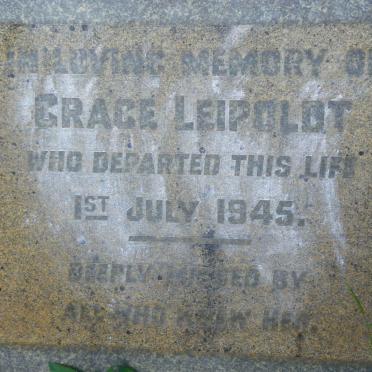 IN LOVING MEMORY OF
GRACE LEIPOLDT
WHO DEPARTED THIS LIFE
1ST JULY 1945.
DEEPLY MOURNED BY
ALL WHO KNEW HER.